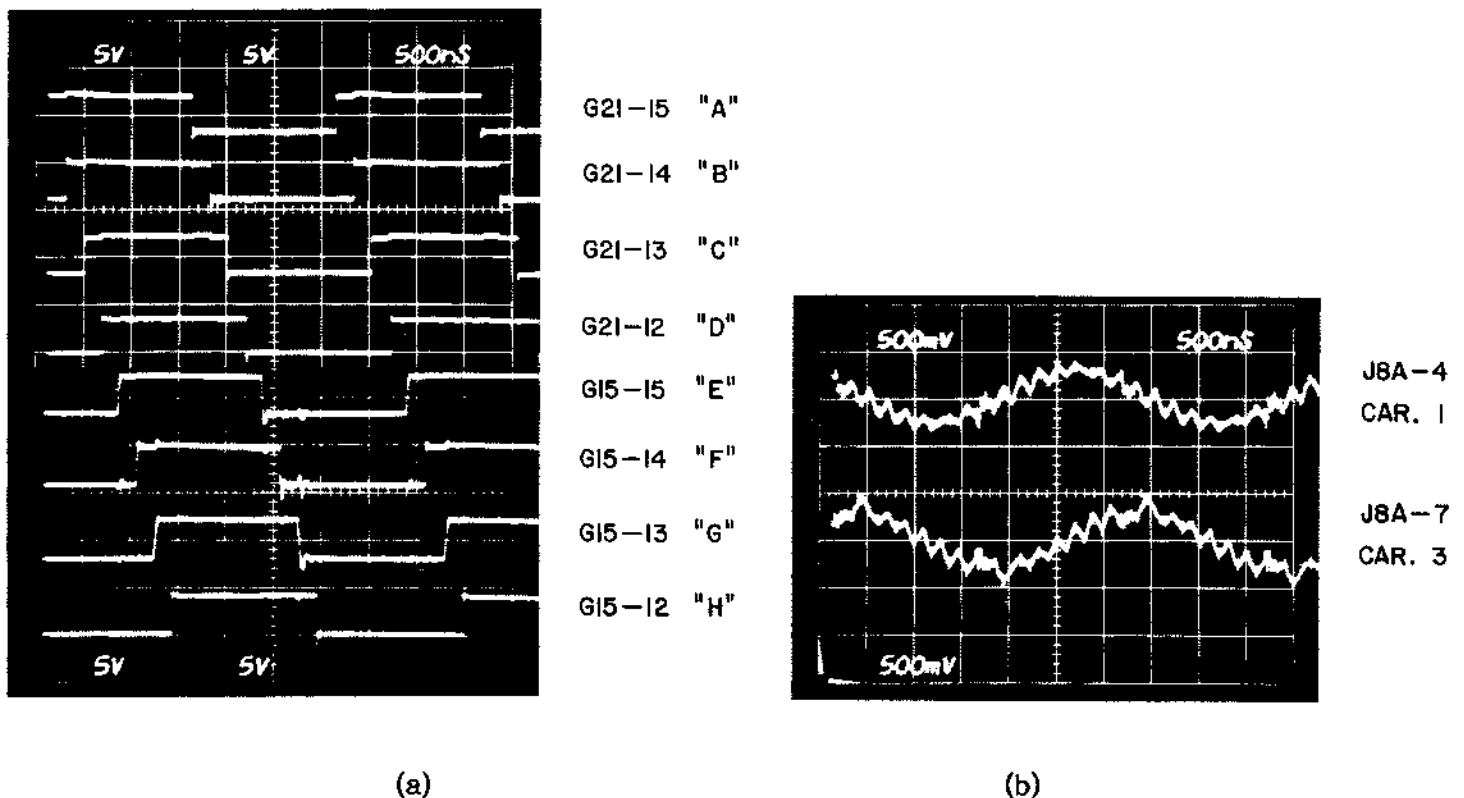 5V 5V 500nS
G21-15 "A"
G21-14 "B"
G21-13 "C"
G21-12 "D"
G15-15 "E"
G15-14 "F"
G15-13 "G"
G15-12 "H"
5V 5V
500mV 500nS
J8A-4
CAR. 1
J8A-7
CAR. 3
500mV
(a) (b)